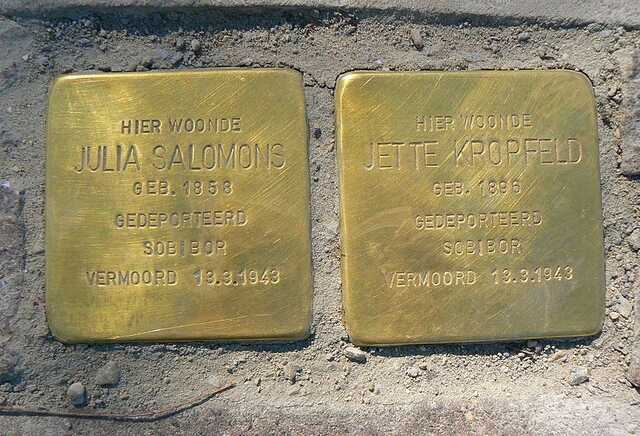 HIER WOONDE
JULIA SALOMONS
GEB. 1858
GEDEPORTEERD
SOBIBOR
VERMOORD 13.3.1943
HIER WOONDE
JETTE KROPFELD
GEB. 1896
GEDEPORTEERD
SOBIBOR
VERMOORD 13.3.1943